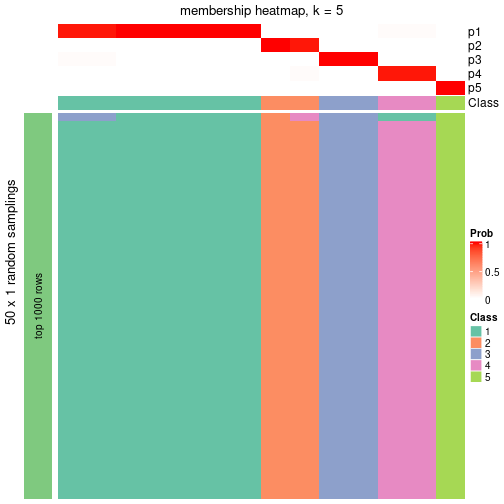 membership heatmap, k = 5
p1
p2
p3
p4
p5
Class
50 x 1 random samplings
top 1000 rows
Prob
1
0.5
0
Class
1
2
3
4
5